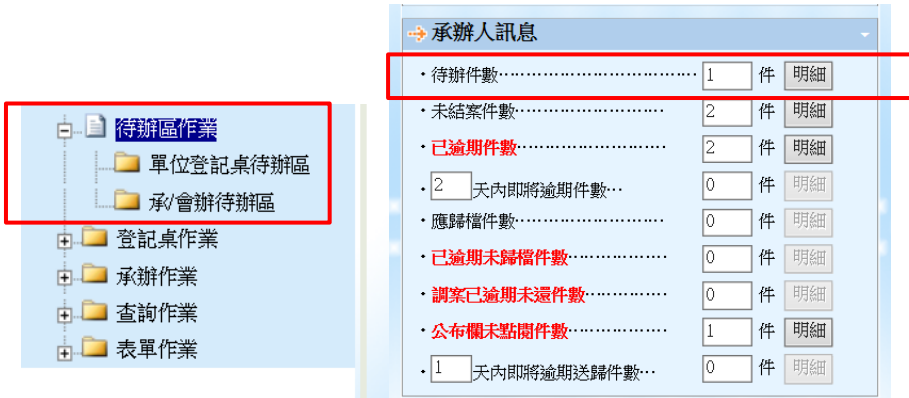 待辦區作業
單位登記桌待辦區
承/會辦待辦區
登記桌作業
承辦作業
查詢作業
表單作業
承辦人訊息
・待辦件數‥‥‥‥‥‥‥‥‥‥‥‥ 1 件 明細
・未結案件數‥‥‥‥‥‥‥‥‥ 2 件 明細
・已逾期件數‥‥‥‥‥‥‥‥‥ 2 件 明細
・2 天內即將逾期件數‥· 0 件 明細
・應歸檔件數‥‥‥‥‥‥‥‥‥ 0 件 明細
・已逾期未歸檔件數‥‥‥‥‥‥ 0 件 明細
・調案已逾期未還件數‥‥‥‥‥ 0 件 明細
・公布欄未點閱件數‥‥‥‥‥‥ 1 件 明細
・1 天內即將逾期送歸件數‥· 0 件 明細